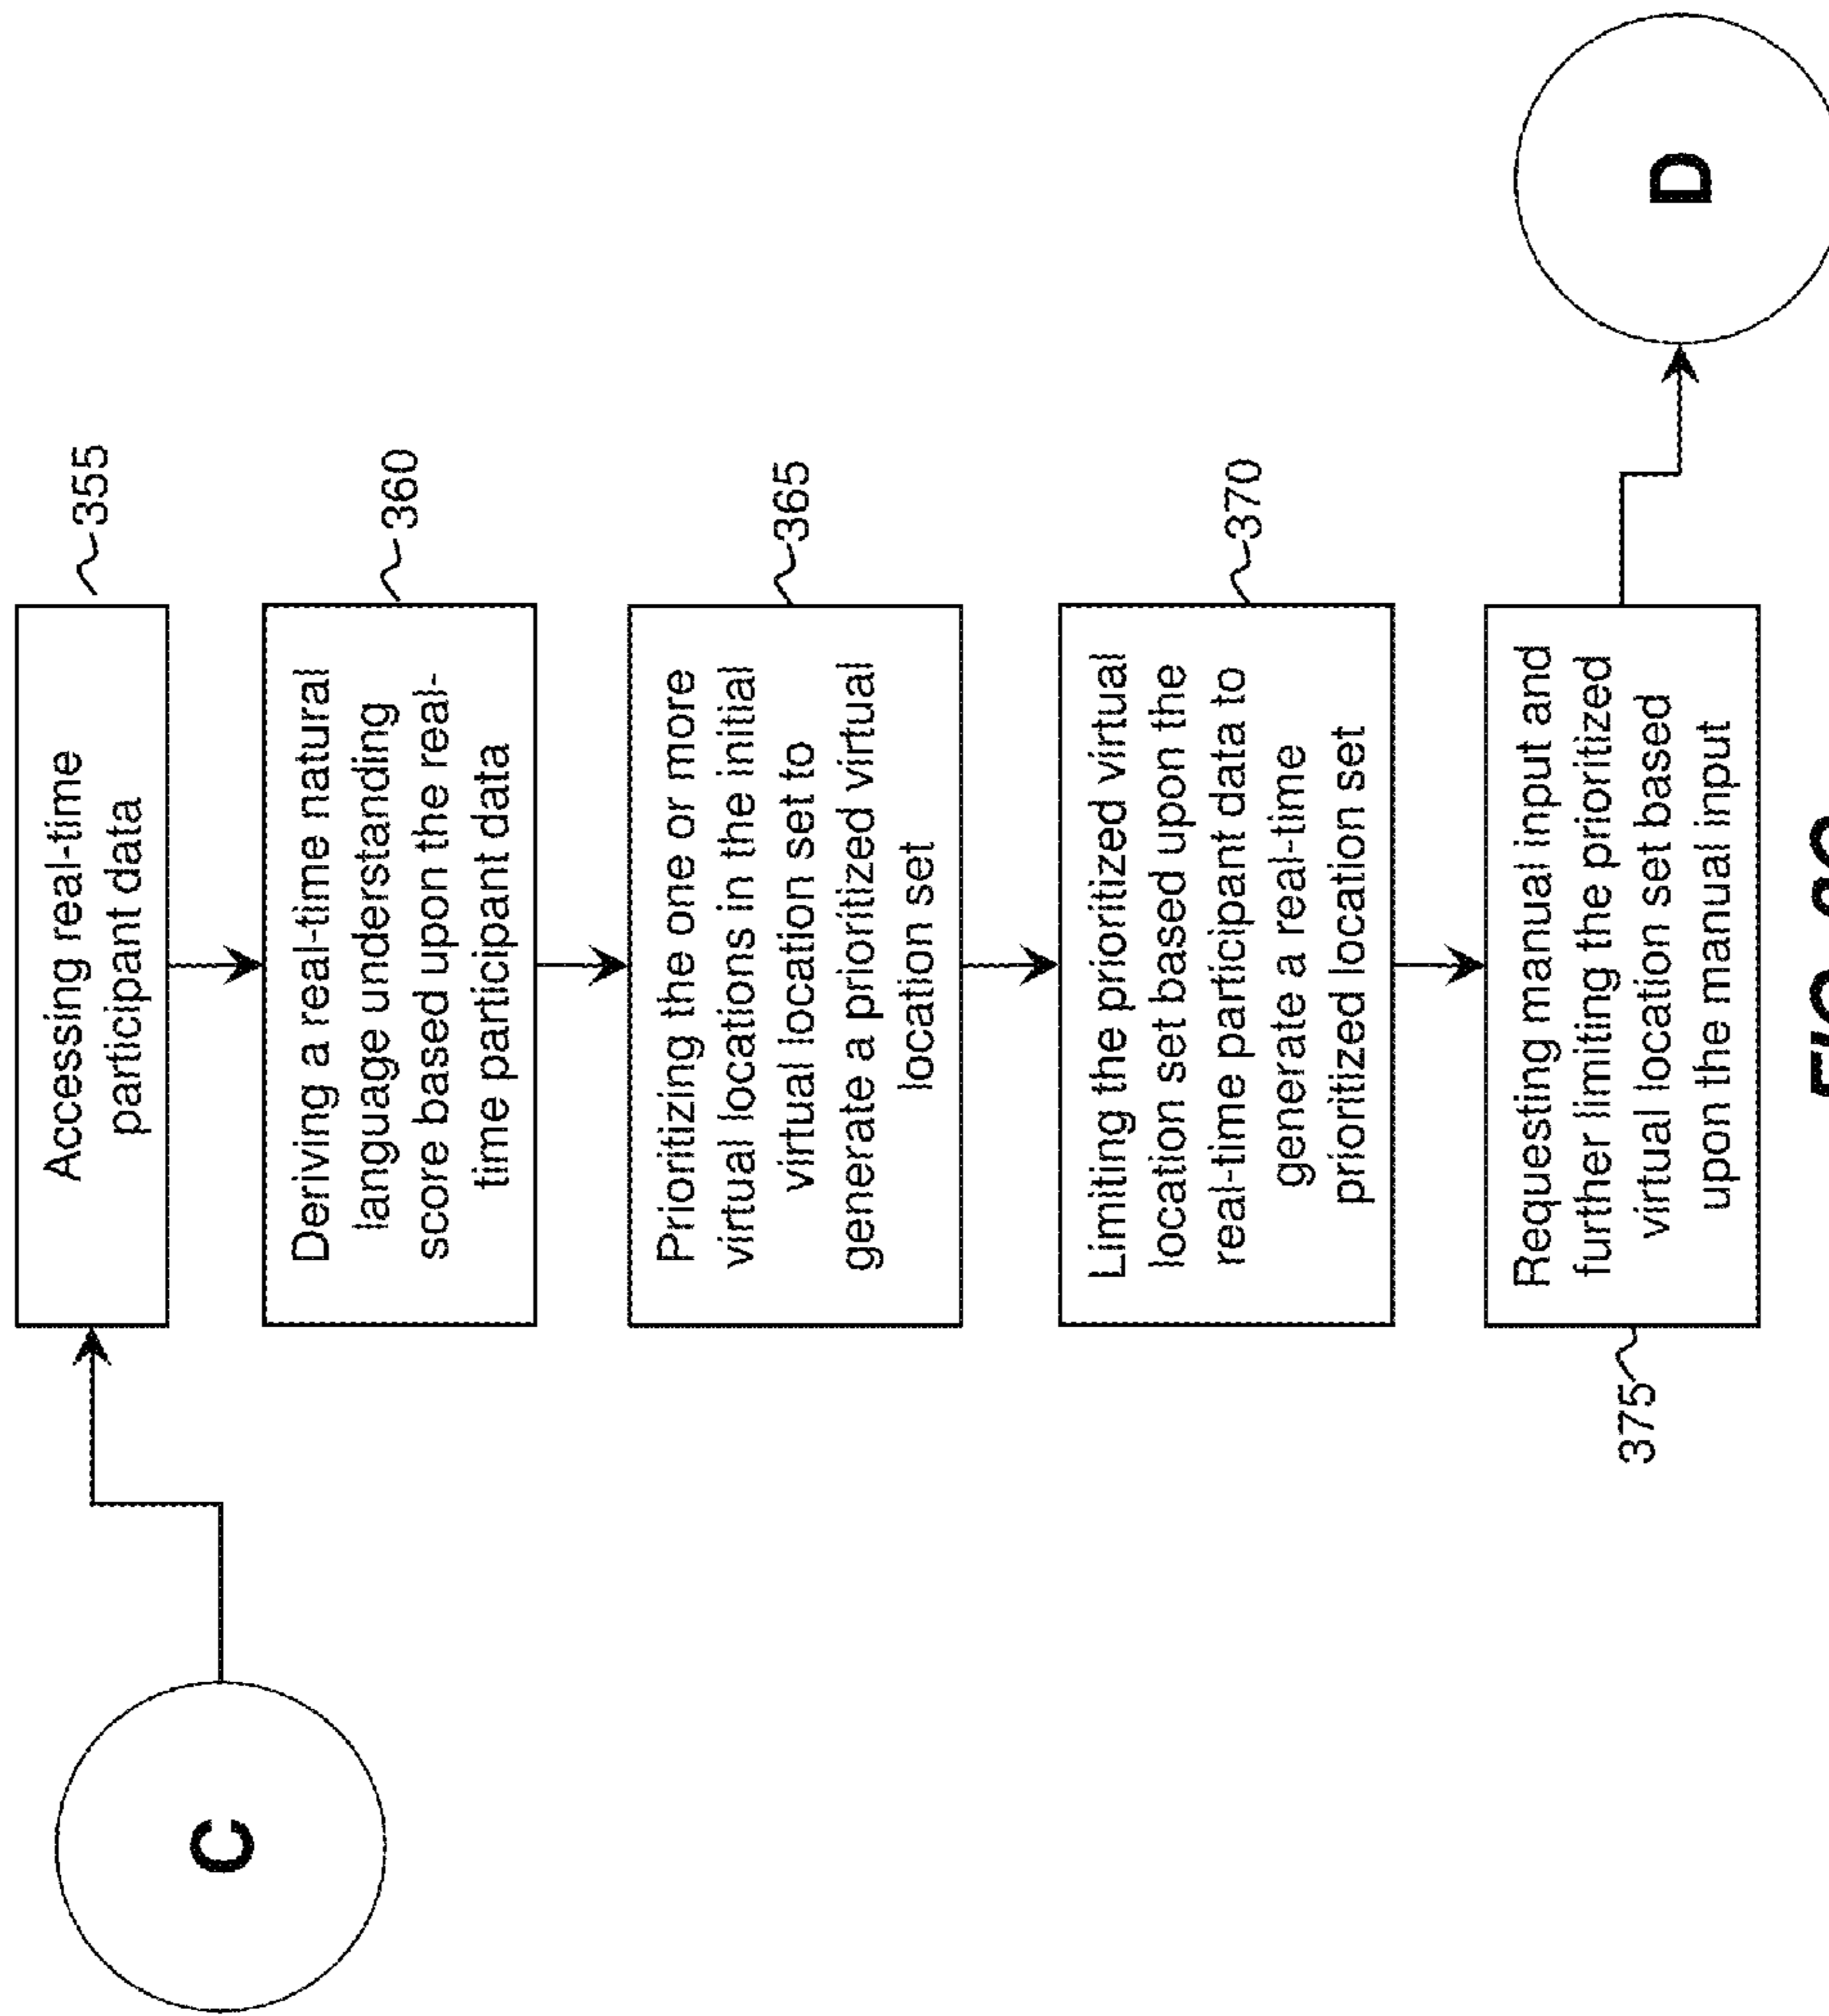 C
Accessing real-time
participant data
355
Deriving a real-time natural
language understanding
score based upon the real-
time participant data
360
Prioritizing the one or more
virtual locations in the initial
virtual location set to
generate a prioritized virtual
location set
365
Limiting the prioritized virtual
location set based upon the
real-time participant data to
generate a real-time
prioritized location set
370
375
Requesting manual input and
further limiting the prioritized
virtual location set based
upon the manual input
D